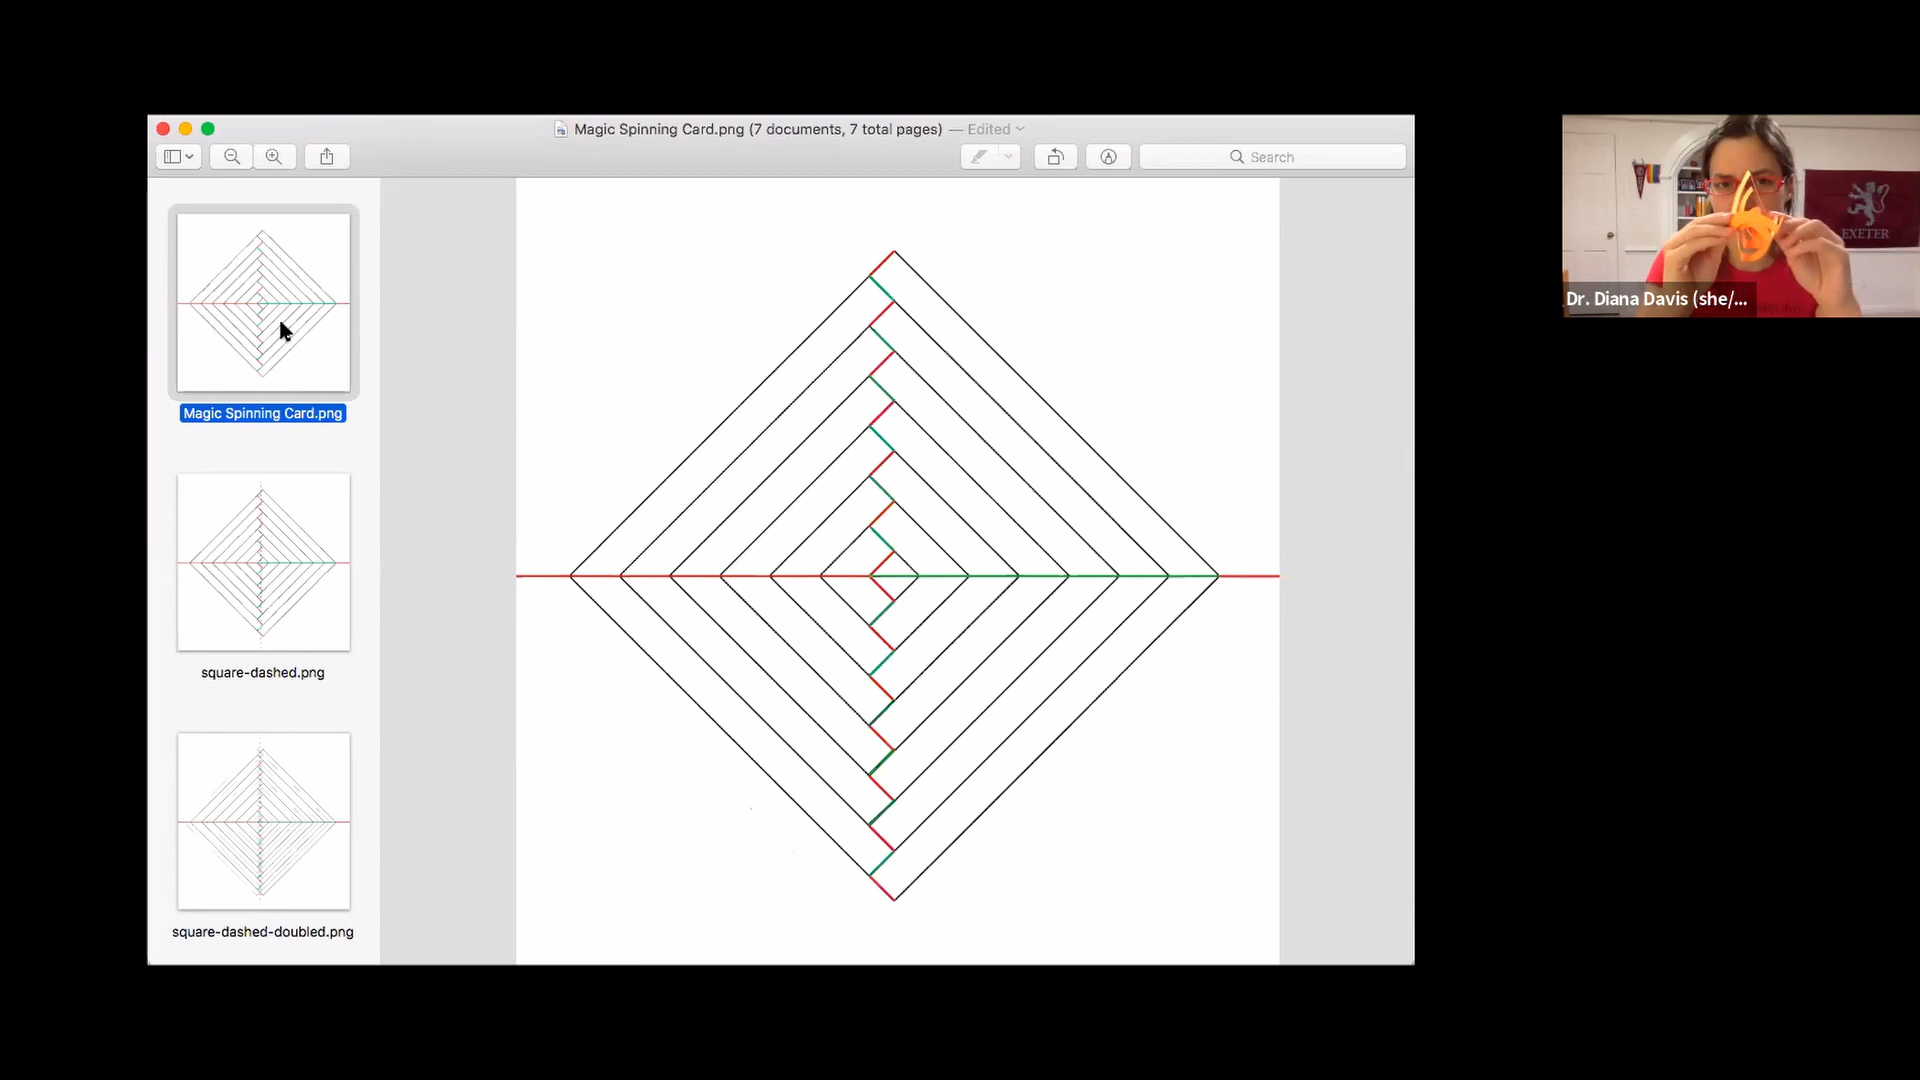 Magic Spinning Card.png (7 documents, 7 total pages) — Edited
Search
Magic Spinning Card.png
square-dashed.png
square-dashed-doubled.png
EXETER
Dr. Diana Davis (she/...